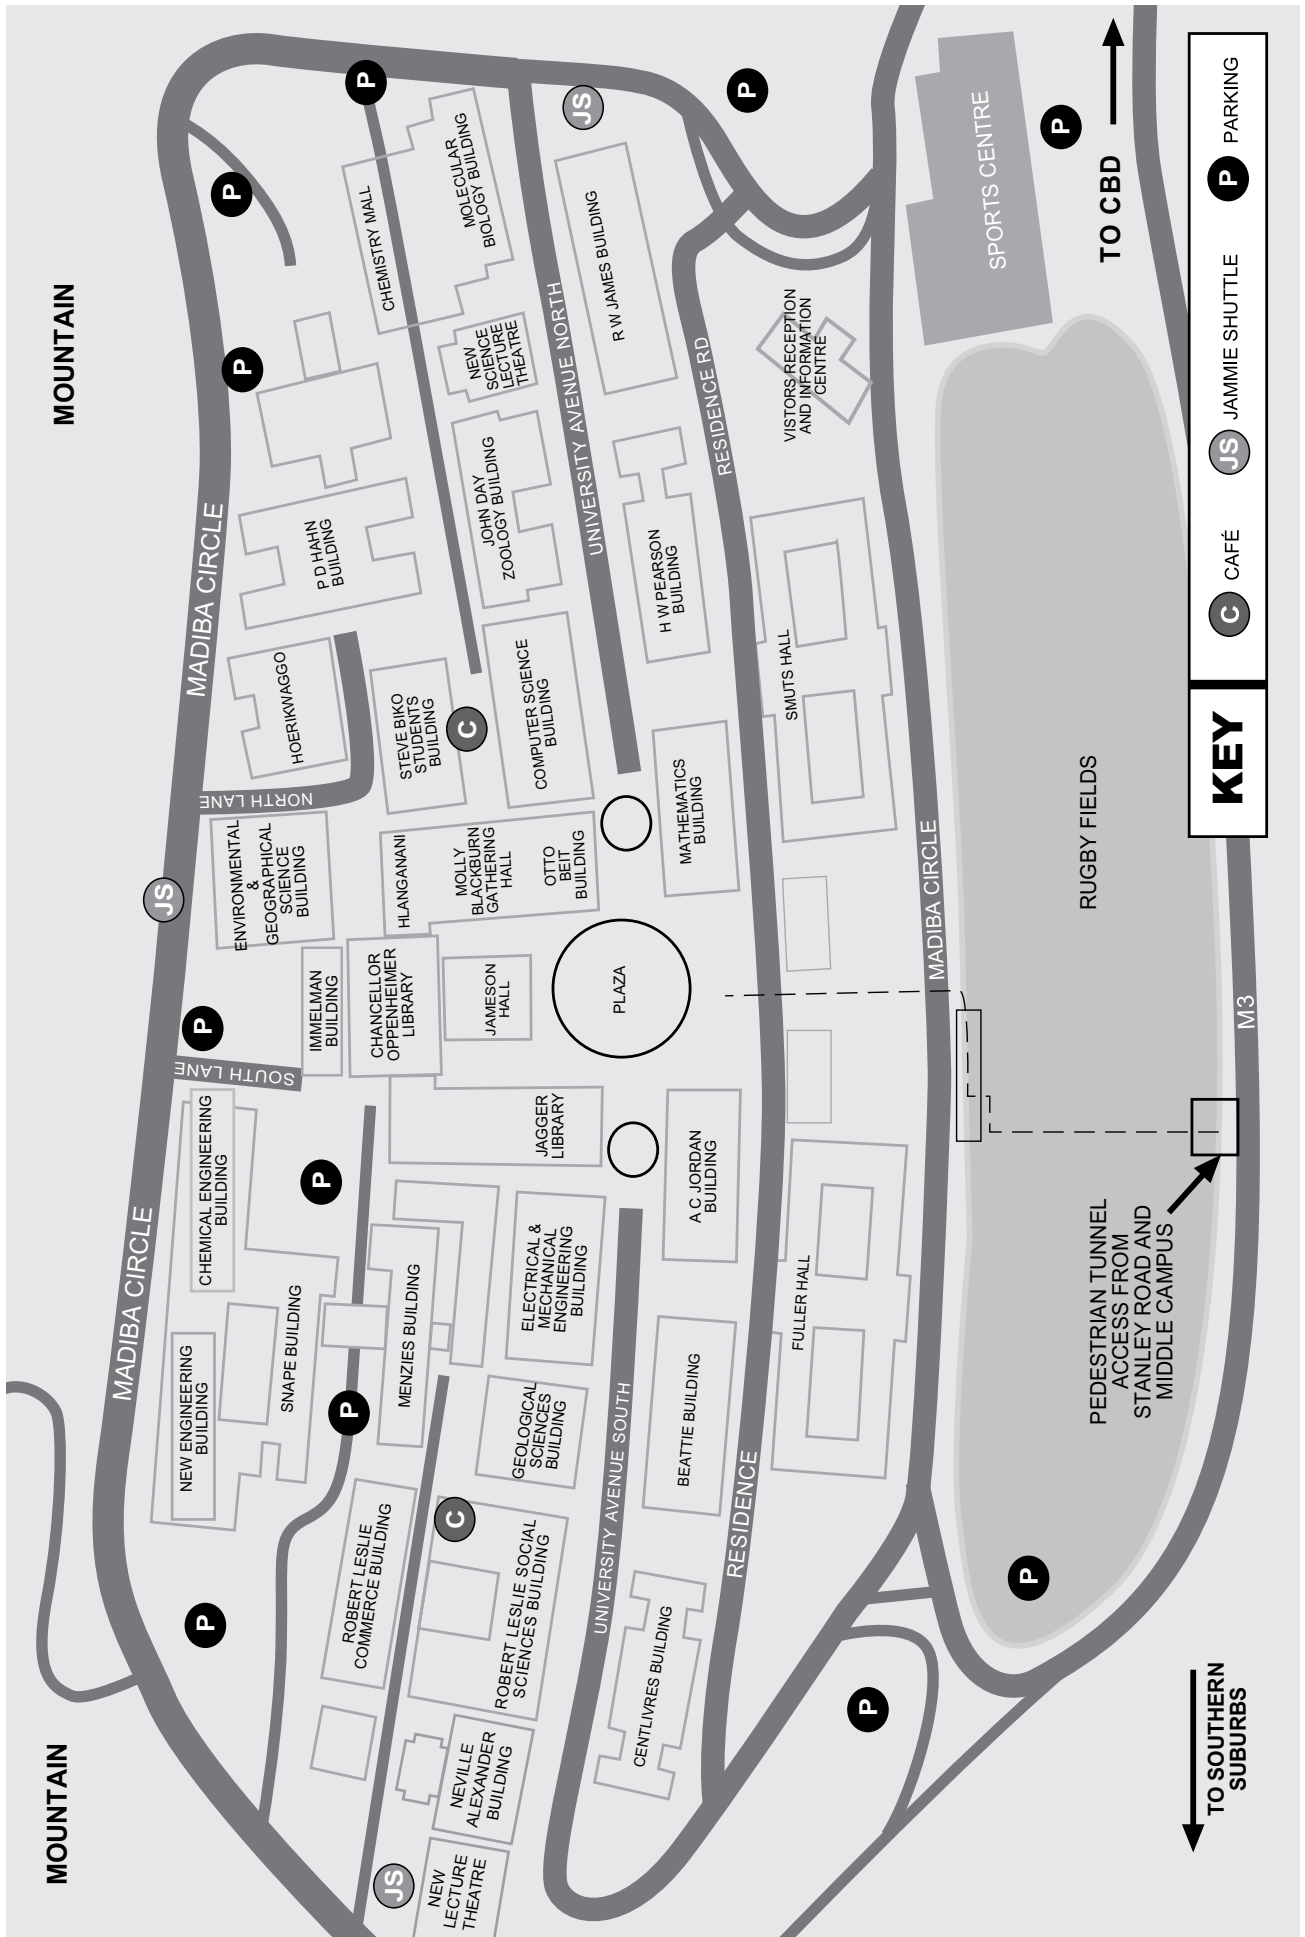 MOUNTAIN
MOUNTAIN
MADIBA CIRCLE
MADIBA CIRCLE
P
P
P
P
P
P
P
P
JS
NEW ENGINEERING
BUILDING
CHEMICAL ENGINEERING
BUILDING
SNAPE BUILDING
SOUTH LANE
NORTH LANE
ENVIRONMENTAL
&
GEOGRAPHICAL
SCIENCE
BUILDING
HOERIKWAGGO
P D HAHN
BUILDING
CHEMISTRY MALL
MOLECULAR
BIOLOGY BUILDING
IMMELMAN
BUILDING
CHANCELLOR
OPPENHEIMER
LIBRARY
HLANGANANI
MOLLY
BLACKBURN
GATHERING
HALL
OTTO
BEIT
BUILDING
STEVE BIKO
STUDENTS
BUILDING
C
COMPUTER SCIENCE
BUILDING
JOHN DAY
ZOOLOGY BUILDING
NEW
SCIENCE
LECTURE
THEATRE
JS
JAMESON
HALL
JAGGER
LIBRARY
PLAZA
MENZIES BUILDING
ELECTRICAL &
MECHANICAL
ENGINEERING
BUILDING
GEOLOGICAL
SCIENCES
BUILDING
ROBERT LESLIE
COMMERCE BUILDING
C
ROBERT LESLIE SOCIAL
SCIENCES BUILDING
NEVILLE
ALEXANDER
BUILDING
NEW
LECTURE
THEATRE
JS
UNIVERSITY AVENUE SOUTH
UNIVERSITY AVENUE NORTH
CENTLIVRES BUILDING
BEATTIE BUILDING
A C JORDAN
BUILDING
MATHEMATICS
BUILDING
H W PEARSON
BUILDING
R W JAMES BUILDING
P
RESIDENCE
RESIDENCE RD
FULLER HALL
SMUTS HALL
VISTORS RECEPTION
AND INFORMATION
CENTRE
P
MADIBA CIRCLE
SPORTS CENTRE
P
P
RUGBY FIELDS
PEDESTRIAN TUNNEL
ACCESS FROM
STANLEY ROAD AND
MIDDLE CAMPUS
M3
TO CBD
TO SOUTHERN
SUBURBS
KEY
C CAFÉ
JS JAMMIE SHUTTLE
P PARKING